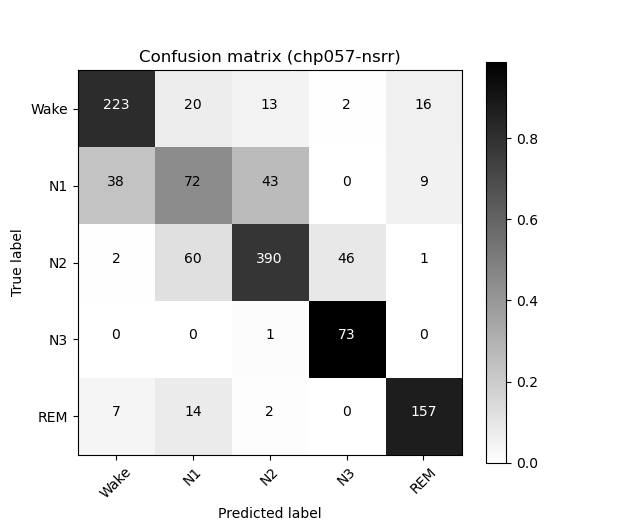 Confusion matrix (chp057-nsrr)
True label
Wake 223 20 13 2 16
N1 38 72 43 0 9
N2 2 60 390 46 1
N3 0 0 1 73 0
REM 7 14 2 0 157
Wake N1 N2 N3 REM
Predicted label
0.8
0.6
0.4
0.2
0.0